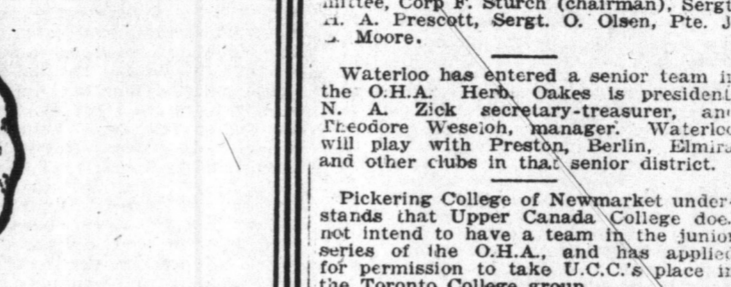 mittee, Corp F. Sturch (chairman), Sergt
A. Prescott, Sergt. O. Olsen, Pte. J
Moore.
Waterloo has entered a senior team in
the O.H.A. Herb. Oakes is president
N. A. Zick secretary-treasurer, an
Theodore Weseloh, manager. Waterloo
will play with Preston, Berlin, Elmira
and other clubs in that senior district.
Pickering College of Newmarket under-
stands that Upper Canada College doe
not intend to have a team in the junior
series of the O.H.A., and has applied
for permission to take U.C.C.'s place in
the Toronto College group